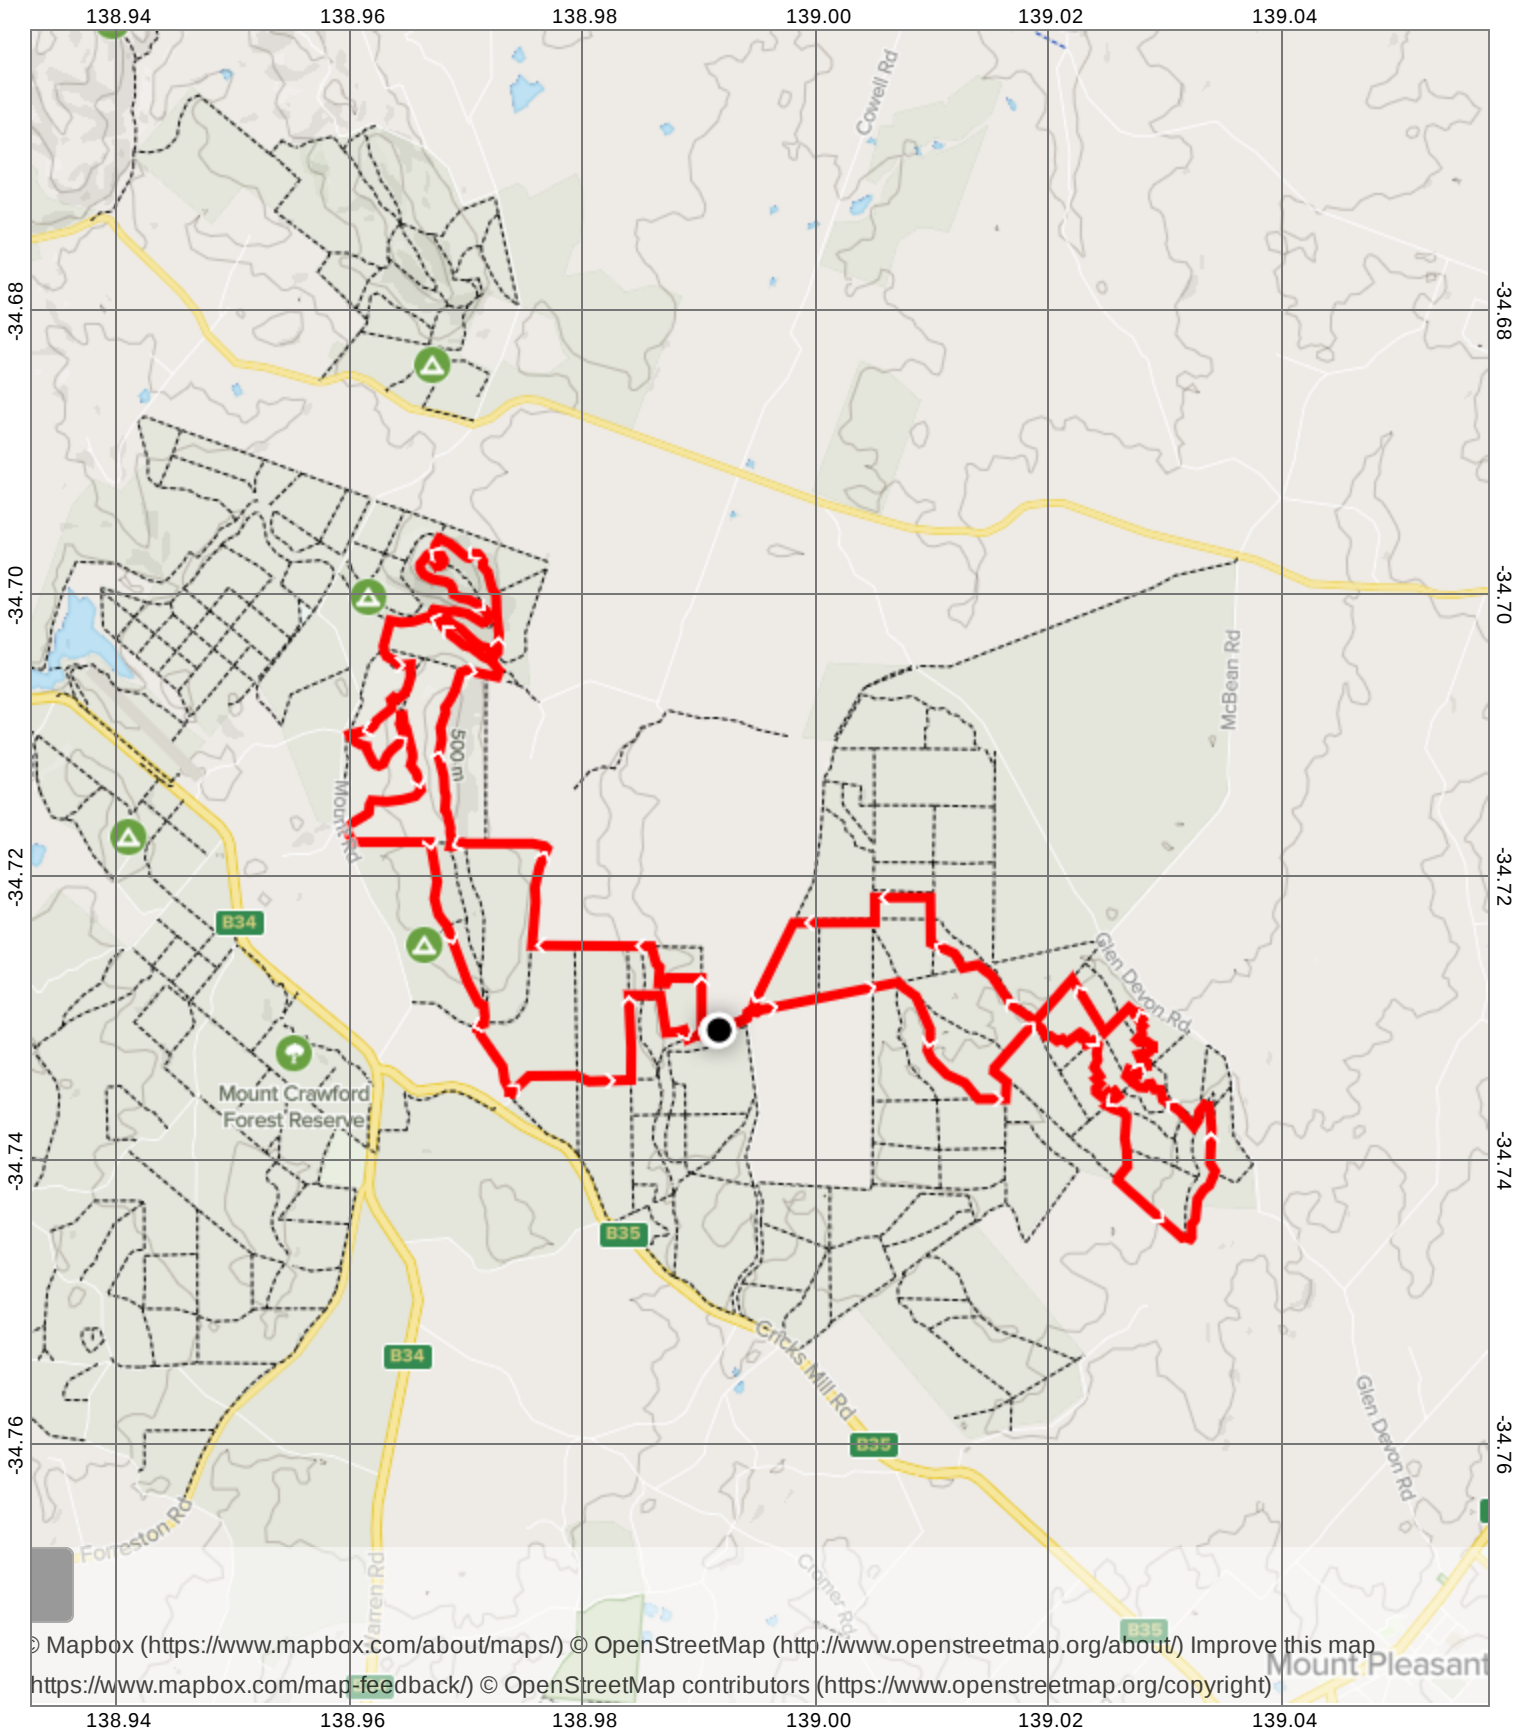 138.94 138.96 138.98 139.00 139.02 139.04
Cowell Rd
-34.68 -34.68
-34.70 -34.70
McBean Rd
500 m
Mount Rd
-34.72 -34.72
B34
Glen Devon Rd
Mount Crawford
Forest Reserve
-34.74 -34.74
B35
Cricks Mill Rd
B34
Glen Devon Rd
-34.76 -34.76
B35
Forreston Rd
Warren Rd
Cromer Rd
B35
© Mapbox (https://www.mapbox.com/about/maps/) © OpenStreetMap (http://www.openstreetmap.org/about/) Improve this map
Mount Pleasant
https://www.mapbox.com/map-feedback/) © OpenStreetMap contributors (https://www.openstreetmap.org/copyright)
138.94 138.96 138.98 139.00 139.02 139.04